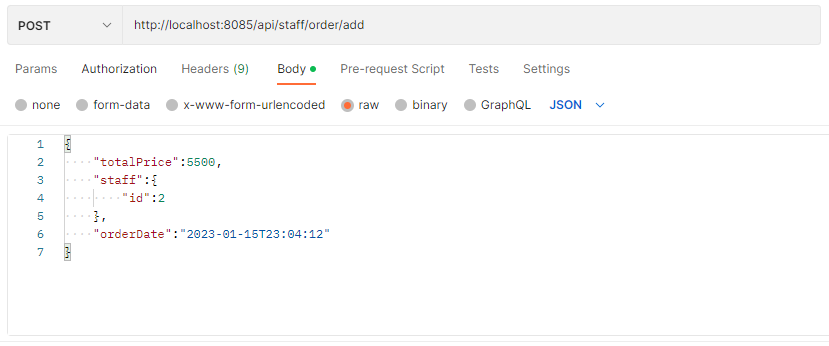 POST http://localhost:8085/api/staff/order/add
Params Authorization Headers (9) Body Pre-request Script Tests Settings
none form-data x-www-form-urlencoded raw binary GraphQL JSON
1 {
2 "totalPrice":5500,
3 "staff":{
4 "id":2
5 },
6 "orderDate":"2023-01-15T23:04:12"
7 }